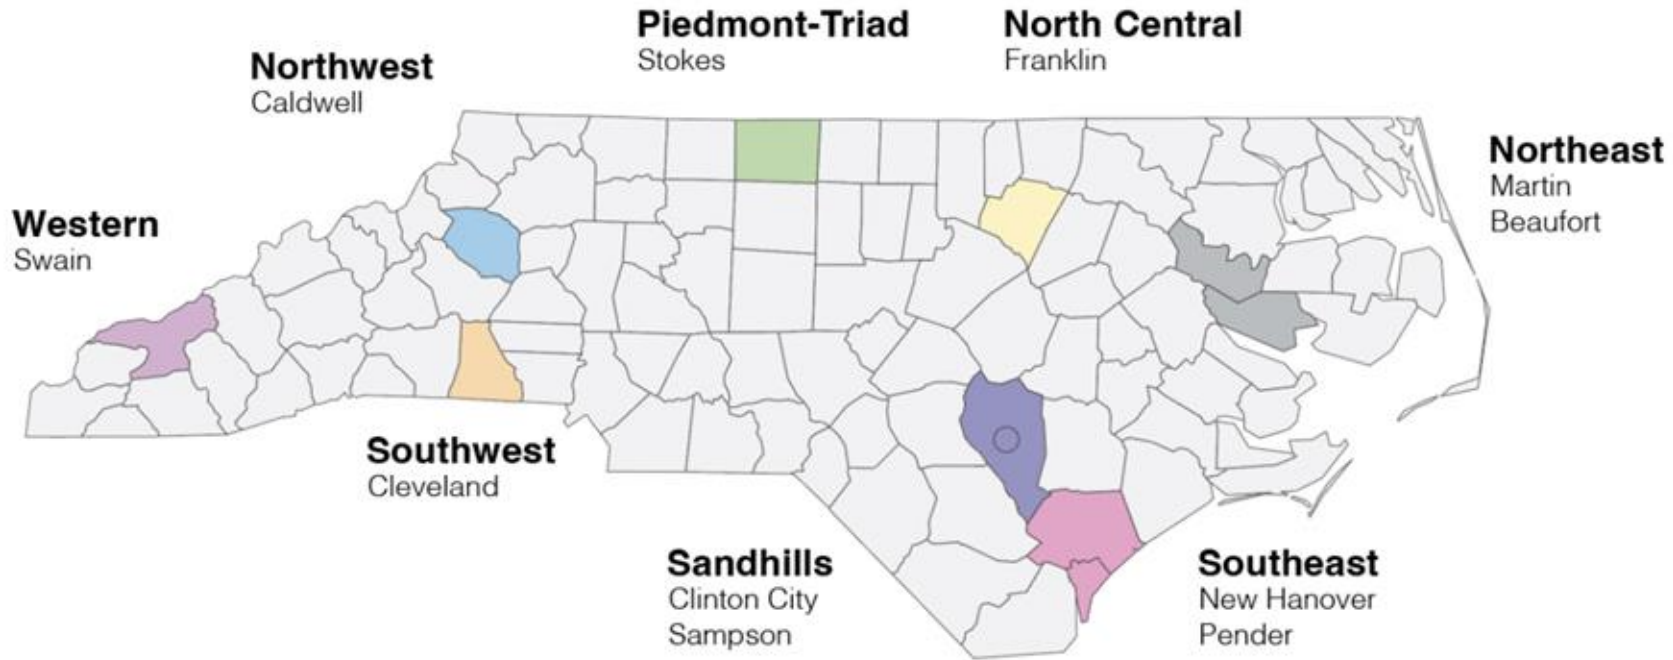 Piedmont-Triad
Stokes
North Central
Franklin
Northwest
Caldwell
Northeast
Martin
Beaufort
Western
Swain
Southwest
Cleveland
Sandhills
Clinton City
Sampson
Southeast
New Hanover
Pender